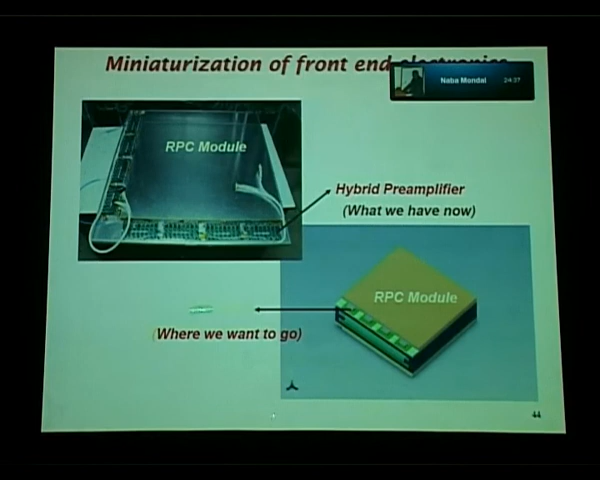 Miniaturization of front end electronics
Naba Mondal 24:37
RPC Module
Hybrid Preamplifier
(What we have now)
RPC Module
(Where we want to go)
44